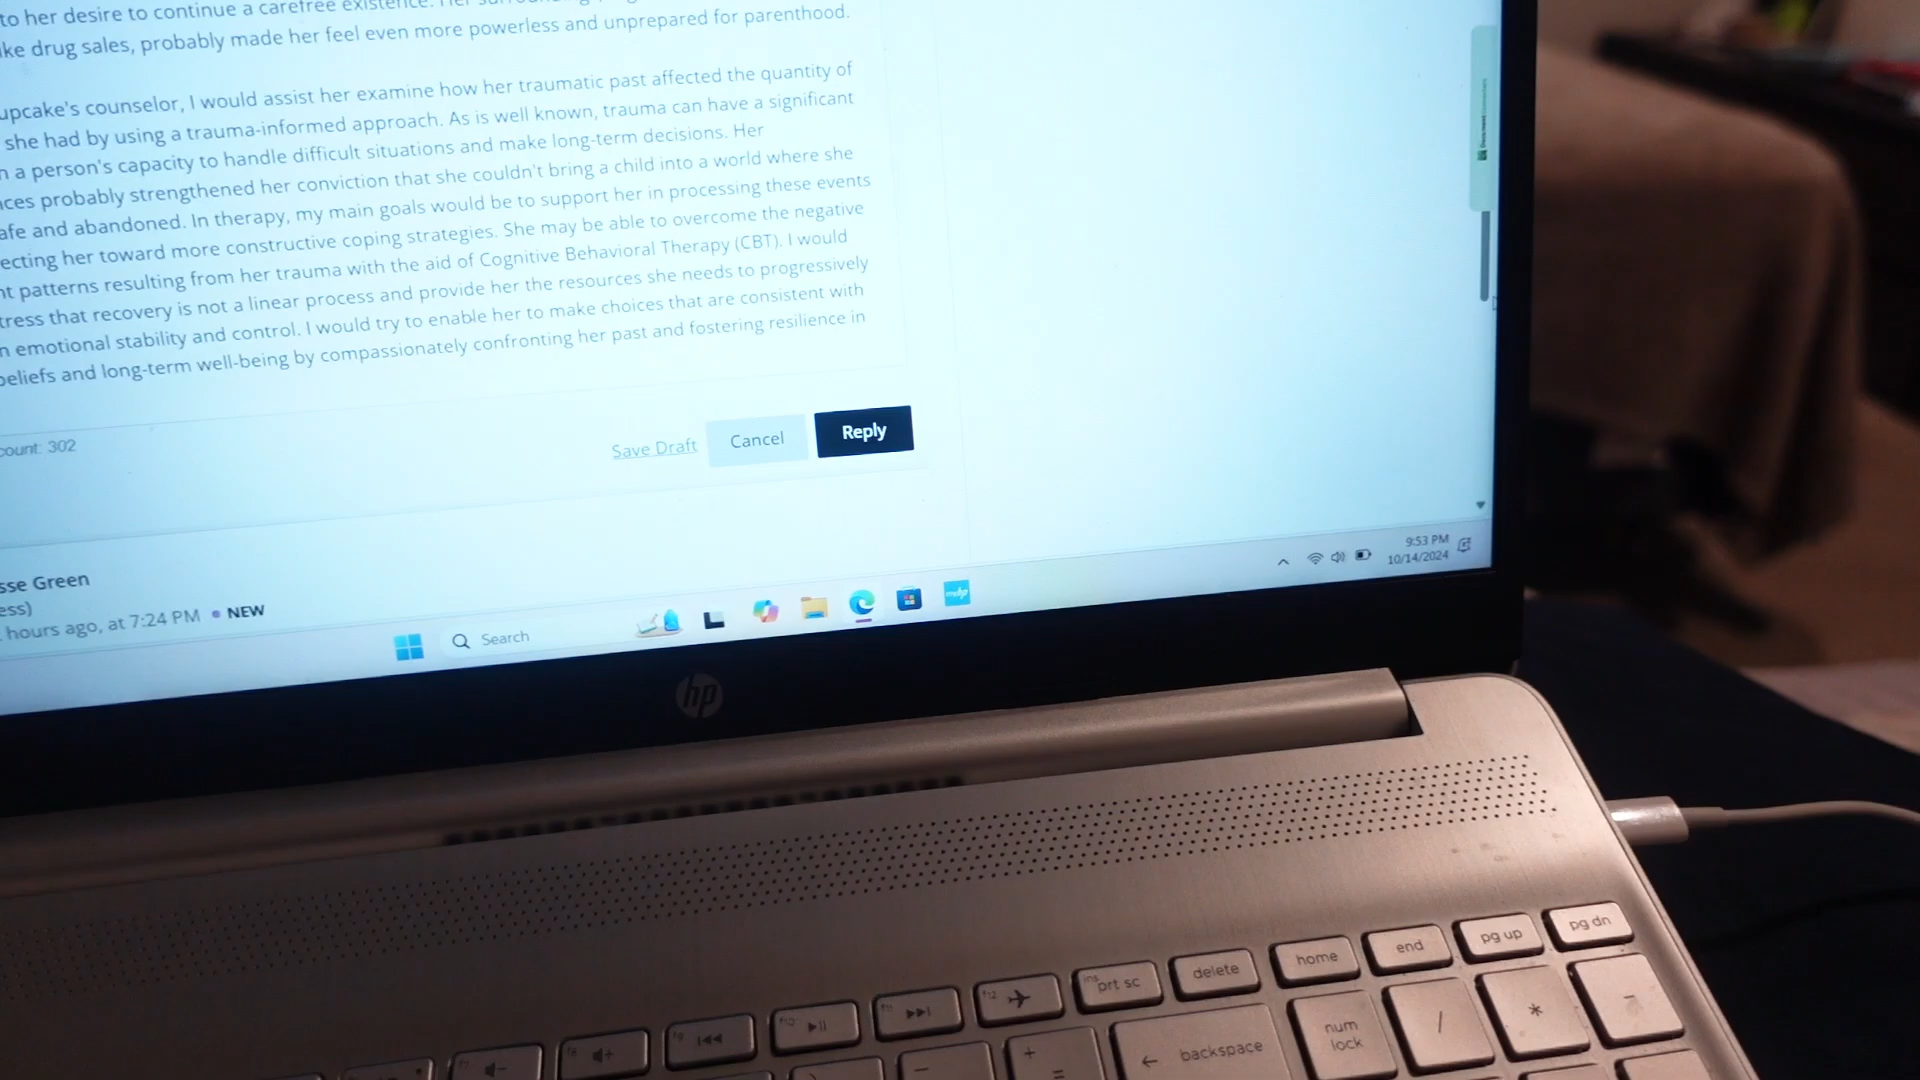 to her desire to continue a carefree existence. Her
ke drug sales, probably made her feel even more powerless and unprepared for parenthood.
upcake's counselor, I would assist her examine how her traumatic past affected the quantity of
she had by using a trauma-informed approach. As is well known, trauma can have a significant
n a person's capacity to handle difficult situations and make long-term decisions. Her
ces probably strengthened her conviction that she couldn't bring a child into a world where she
afe and abandoned. In therapy, my main goals would be to support her in processing these events
ecting her toward more constructive coping strategies. She may be able to overcome the negative
nt patterns resulting from her trauma with the aid of Cognitive Behavioral Therapy (CBT). I would
tress that recovery is not a linear process and provide her the resources she needs to progressively
n emotional stability and control. I would try to enable her to make choices that are consistent with
beliefs and long-term well-being by compassionately confronting her past and fostering resilience in
ount: 302
Save Draft
Cancel
Reply
sse Green
ess)
hours ago, at 7:24 PM • NEW
Search
myhp
9:53 PM
10/14/2024
hp
pg dn
pg up
end
home
delete
ins
prt sc
f12
f11
f10
f9
f8
num
lock
/
*
-
← backspace
+
=